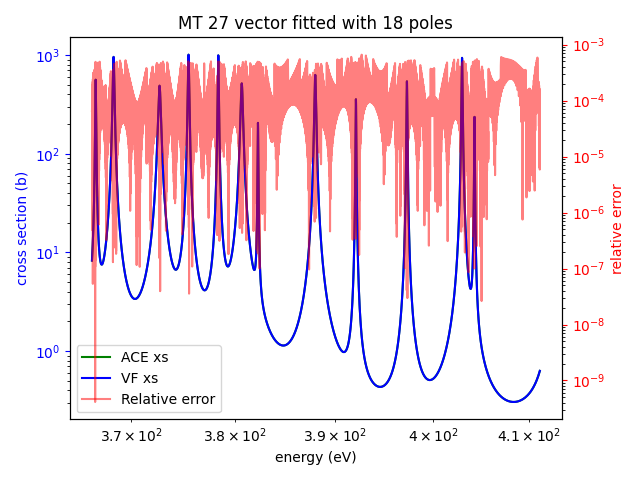 MT 27 vector fitted with 18 poles
10³
10²
10¹
10⁰
cross section (b)
10⁻³
10⁻⁴
10⁻⁵
10⁻⁶
10⁻⁷
10⁻⁸
10⁻⁹
relative error
ACE xs
VF xs
Relative error
3.7 × 10²
3.8 × 10²
3.9 × 10²
4 × 10²
4.1 × 10²
energy (eV)